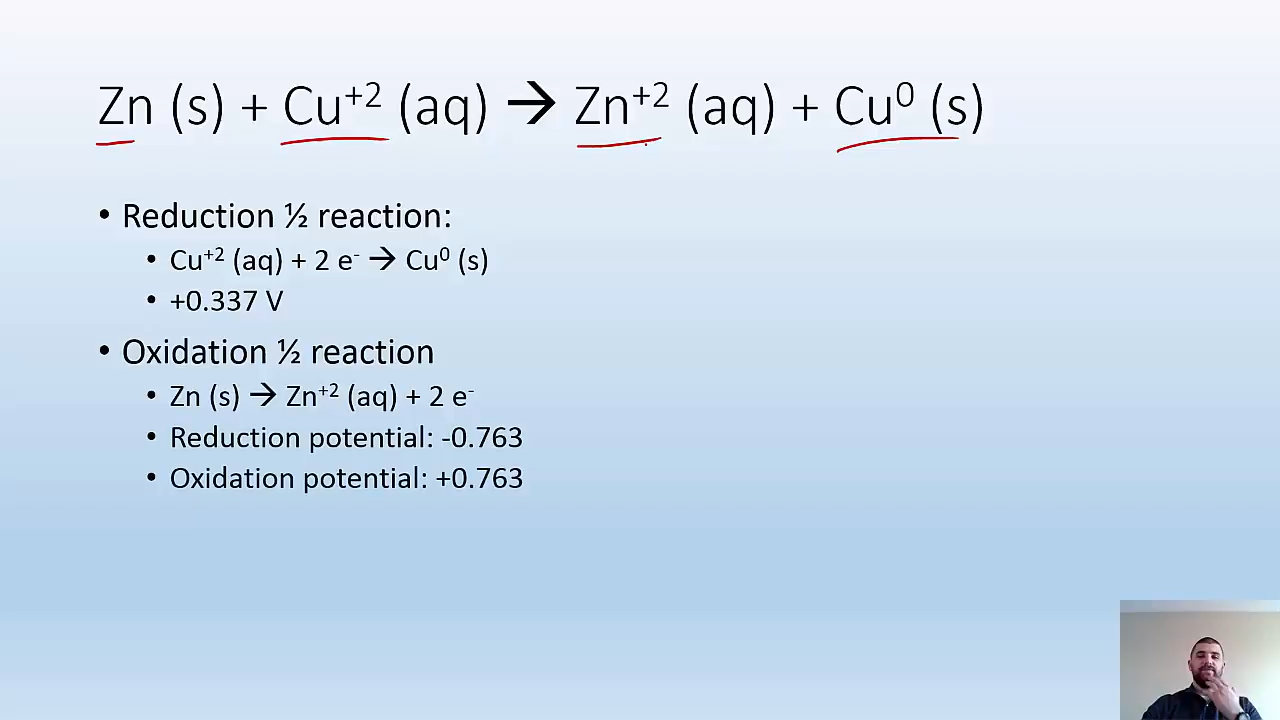 Zn (s) + Cu⁺² (aq) → Zn⁺² (aq) + Cu⁰ (s)
• Reduction ½ reaction:
• Cu⁺² (aq) + 2 e⁻ → Cu⁰ (s)
• +0.337 V
• Oxidation ½ reaction
• Zn (s) → Zn⁺² (aq) + 2 e⁻
• Reduction potential: -0.763
• Oxidation potential: +0.763